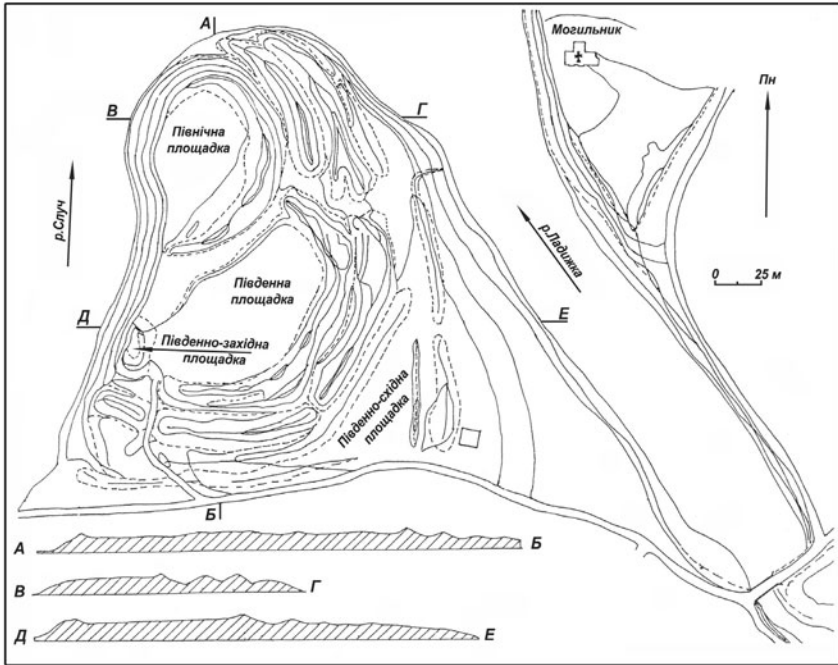 А
Могильник
В
Г
Пн
Північна
площадка
р.Случ
р.Ладижка
Південна
площадка
0 25 м
Д
Е
Південно-західна
площадка
Південно-східна
площадка
Б
А Б
В Г
Д Е